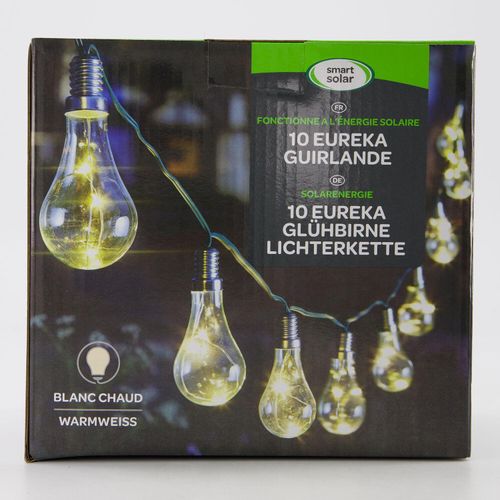 smart
solar
FR
FONCTIONNE A L'ÉNERGIE SOLAIRE
10 EUREKA
GUIRLANDE
DE
SOLARENERGIE
10 EUREKA
GLÜHBIRNE
LICHTERKETTE
BLANC CHAUD
WARMWEISS